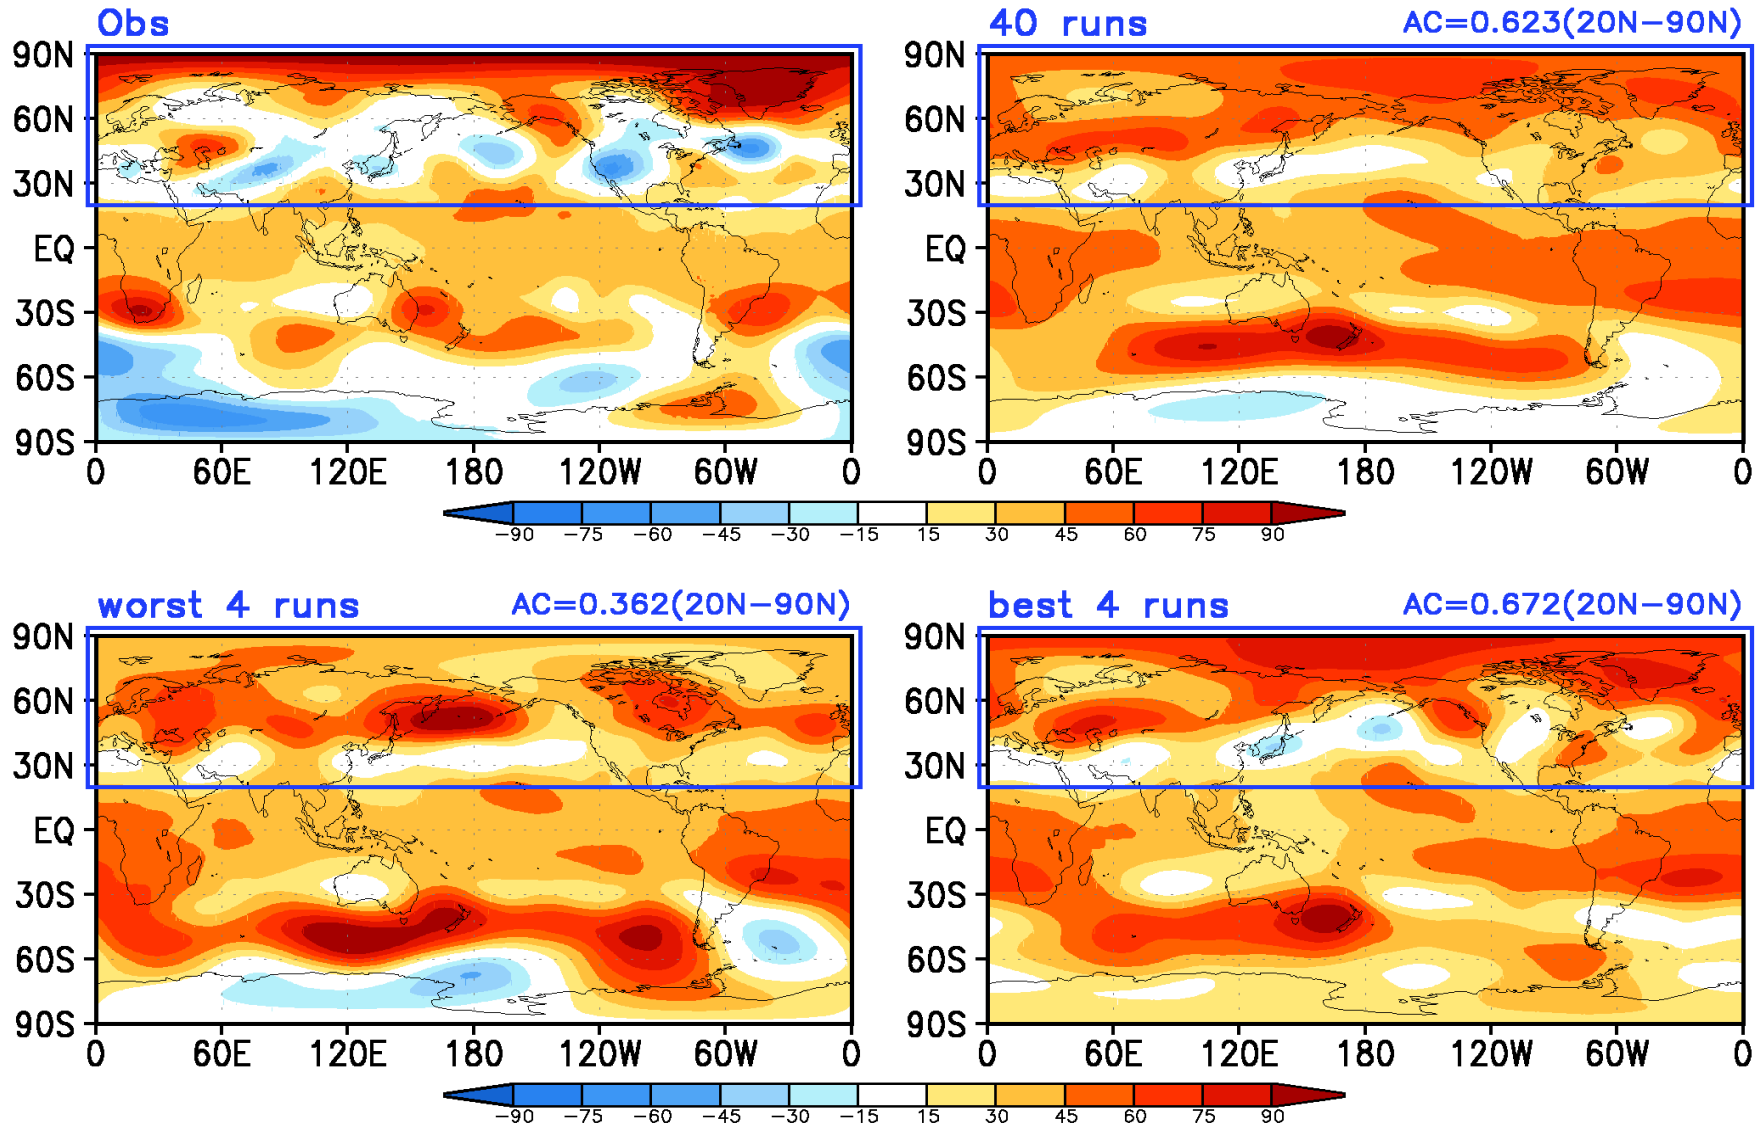 Obs
40 runs AC=0.623(20N−90N)
90N 90N
60N 60N
30N 30N
EQ EQ
30S 30S
60S 60S
90S 90S
0 60E 120E 180 120W 60W 0 0 60E 120E 180 120W 60W 0
−90 −75 −60 −45 −30 −15 15 30 45 60 75 90
worst 4 runs AC=0.362(20N−90N)
best 4 runs AC=0.672(20N−90N)
90N 90N
60N 60N
30N 30N
EQ EQ
30S 30S
60S 60S
90S 90S
0 60E 120E 180 120W 60W 0 0 60E 120E 180 120W 60W 0
−90 −75 −60 −45 −30 −15 15 30 45 60 75 90